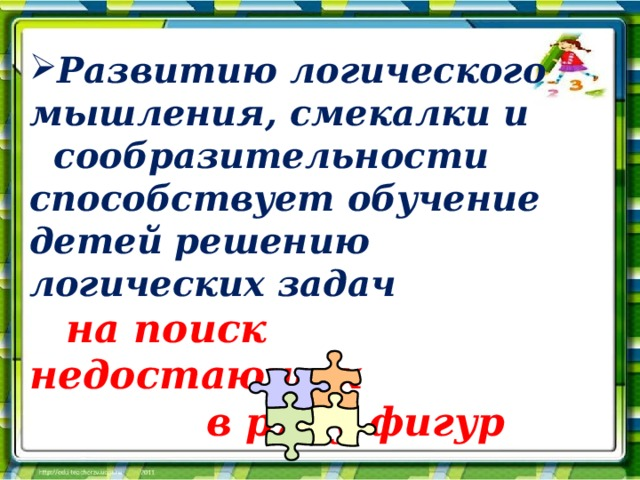 Развитию логического
мышления, смекалки и
сообразительности
способствует обучение
детей решению
логических задач
на поиск
в фигур